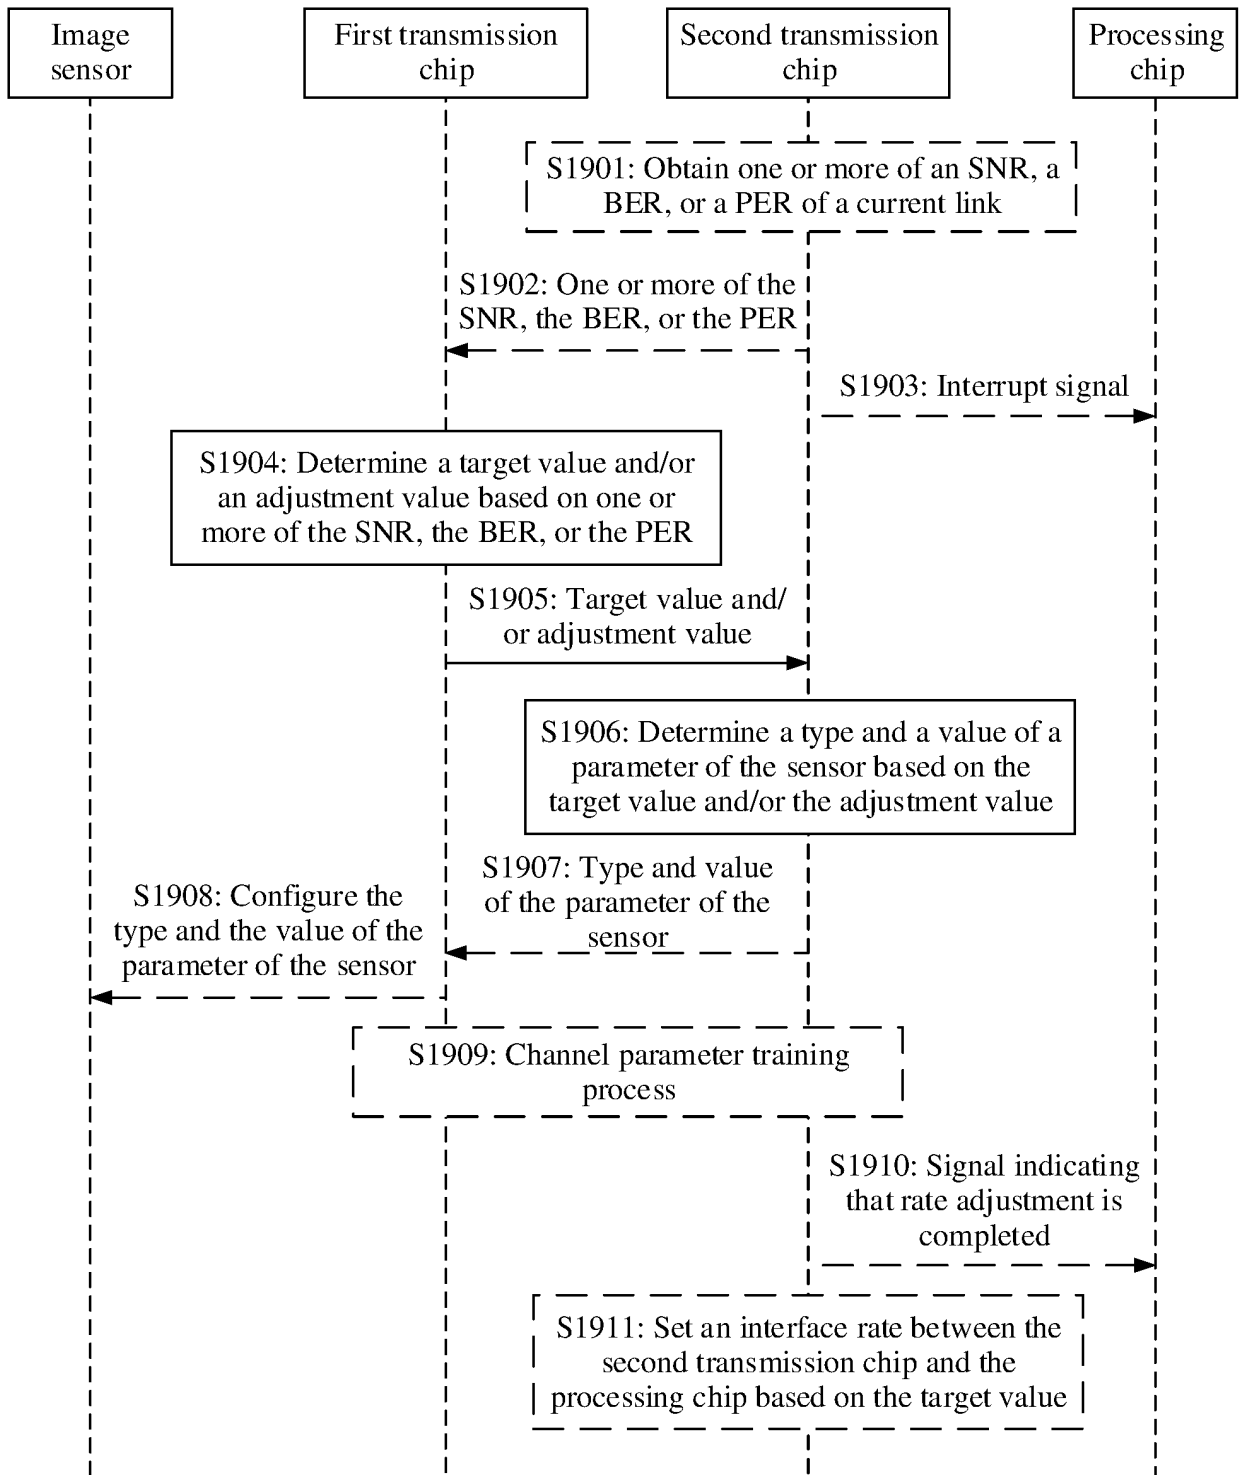 Image
sensor
First transmission
chip
Second transmission
chip
Processing
chip
S1901: Obtain one or more of an SNR, a
BER, or a PER of a current link
S1902: One or more of the
SNR, the BER, or the PER
S1903: Interrupt signal
S1904: Determine a target value and/or
an adjustment value based on one or
more of the SNR, the BER, or the PER
S1905: Target value and/
or adjustment value
S1906: Determine a type and a value of a
parameter of the sensor based on the
target value and/or the adjustment value
S1907: Type and value
of the parameter of the
sensor
S1908: Configure the
type and the value of the
parameter of the sensor
S1909: Channel parameter training
process
S1910: Signal indicating
that rate adjustment is
completed
S1911: Set an interface rate between the
second transmission chip and the
processing chip based on the target value